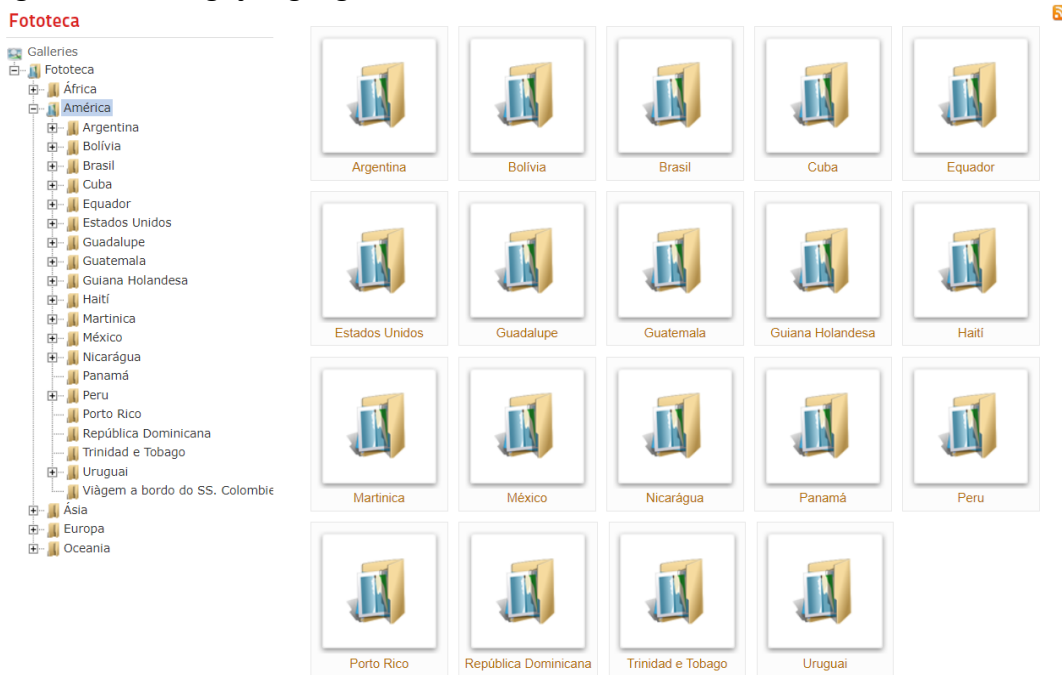 Fototeca
Galleries
Fototeca
África
América
Argentina
Bolívia
Brasil
Cuba
Equador
Estados Unidos
Guadalupe
Guatemala
Guiana Holandesa
Haití
Martinica
México
Nicarágua
Panamá
Peru
Porto Rico
República Dominicana
Trinidad e Tobago
Uruguai
Viàgem a bordo do SS. Colombie
Ásia
Europa
Oceania
Argentina Bolívia Brasil Cuba Equador
Estados Unidos Guadalupe Guatemala Guiana Holandesa Haití
Martinica México Nicarágua Panamá Peru
Porto Rico República Dominicana Trinidad e Tobago Uruguai